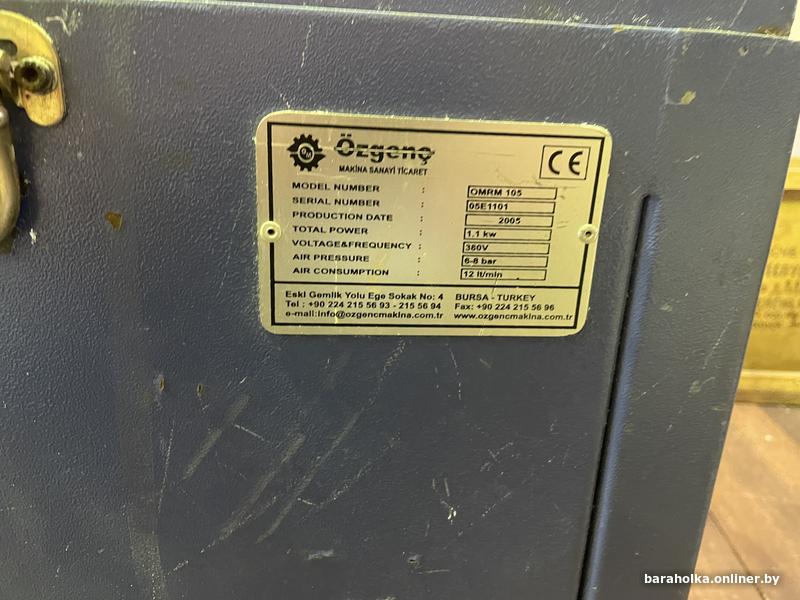 Özgenç
MAKİNA SANAYİ TİCARET
CE
MODEL NUMBER : OMRM 105
SERIAL NUMBER : 05E1101
PRODUCTION DATE : 2005
TOTAL POWER : 1.1 kw
VOLTAGE&FREQUENCY : 380V
AIR PRESSURE : 6-8 bar
AIR CONSUMPTION : 12 lt/min
Eski Gemlik Yolu Ege Sokak No: 4 BURSA - TURKEY
Tel : +90 224 215 56 93 - 215 56 94 Fax: +90 224 215 56 96
e-mail:info@ozgencmakina.com.tr www.ozgencmakina.com.tr
baraholka.onliner.by